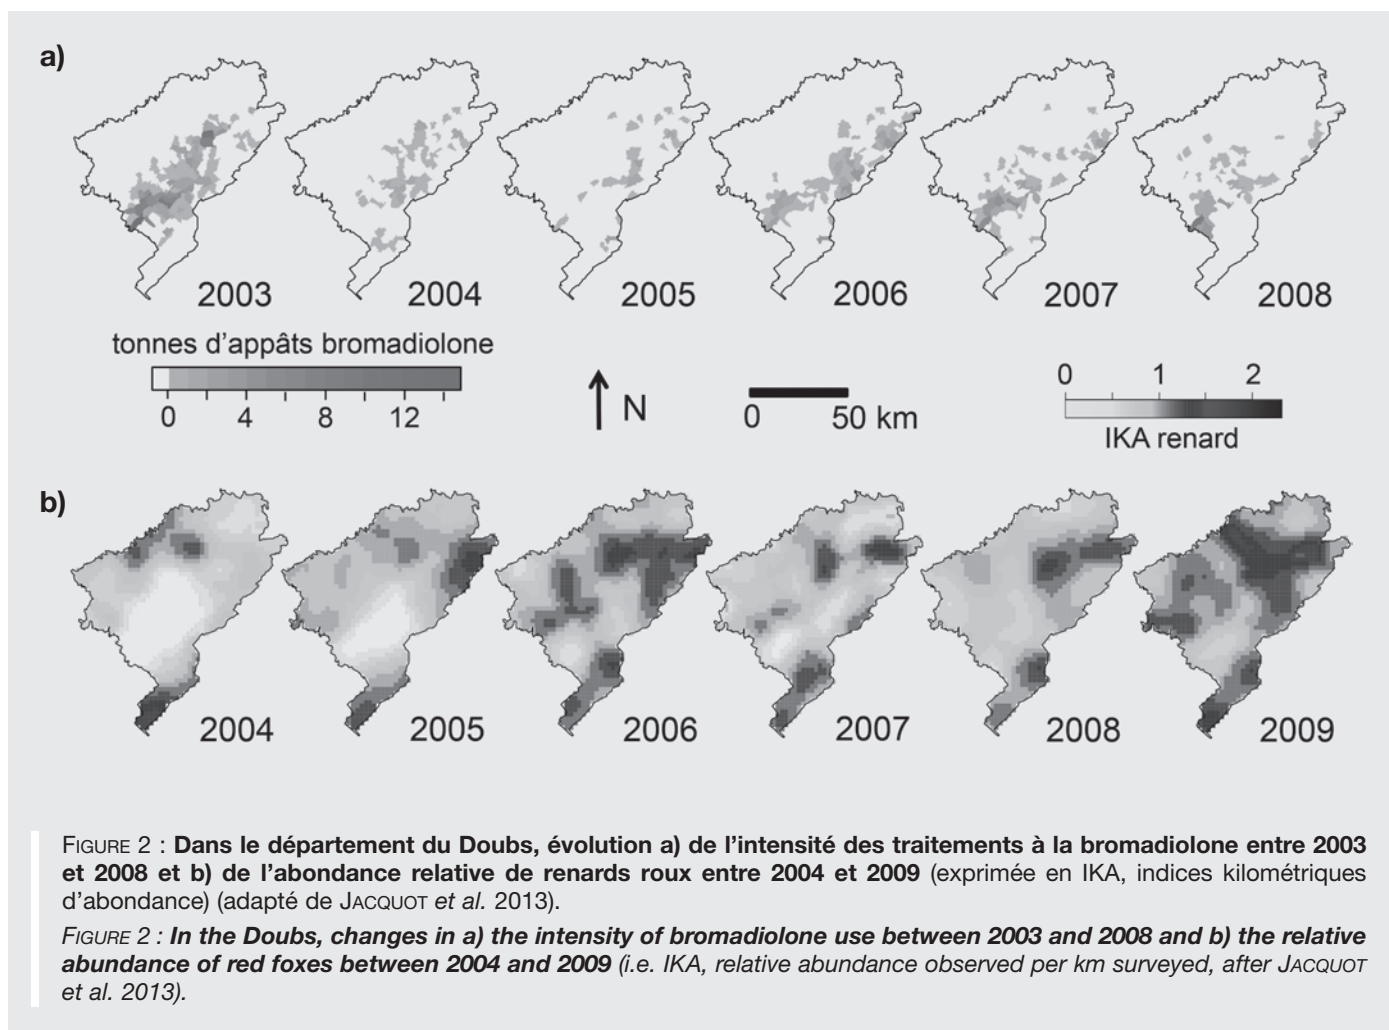 a)
2003 2004 2005 2006 2007 2008
tonnes d'appâts bromadiolone
0 4 8 12
N
0 50 km
0 1 2
IKA renard
b)
2004 2005 2006 2007 2008 2009
FIGURE 2 : Dans le département du Doubs, évolution a) de l'intensité des traitements à la bromadiolone entre 2003
et 2008 et b) de l'abondance relative de renards roux entre 2004 et 2009 (exprimée en IKA, indices kilométriques
d'abondance) (adapté de JACQUOT et al. 2013).
FIGURE 2 : In the Doubs, changes in a) the intensity of bromadiolone use between 2003 and 2008 and b) the relative
abundance of red foxes between 2004 and 2009 (i.e. IKA, relative abundance observed per km surveyed, after JACQUOT
et al. 2013).